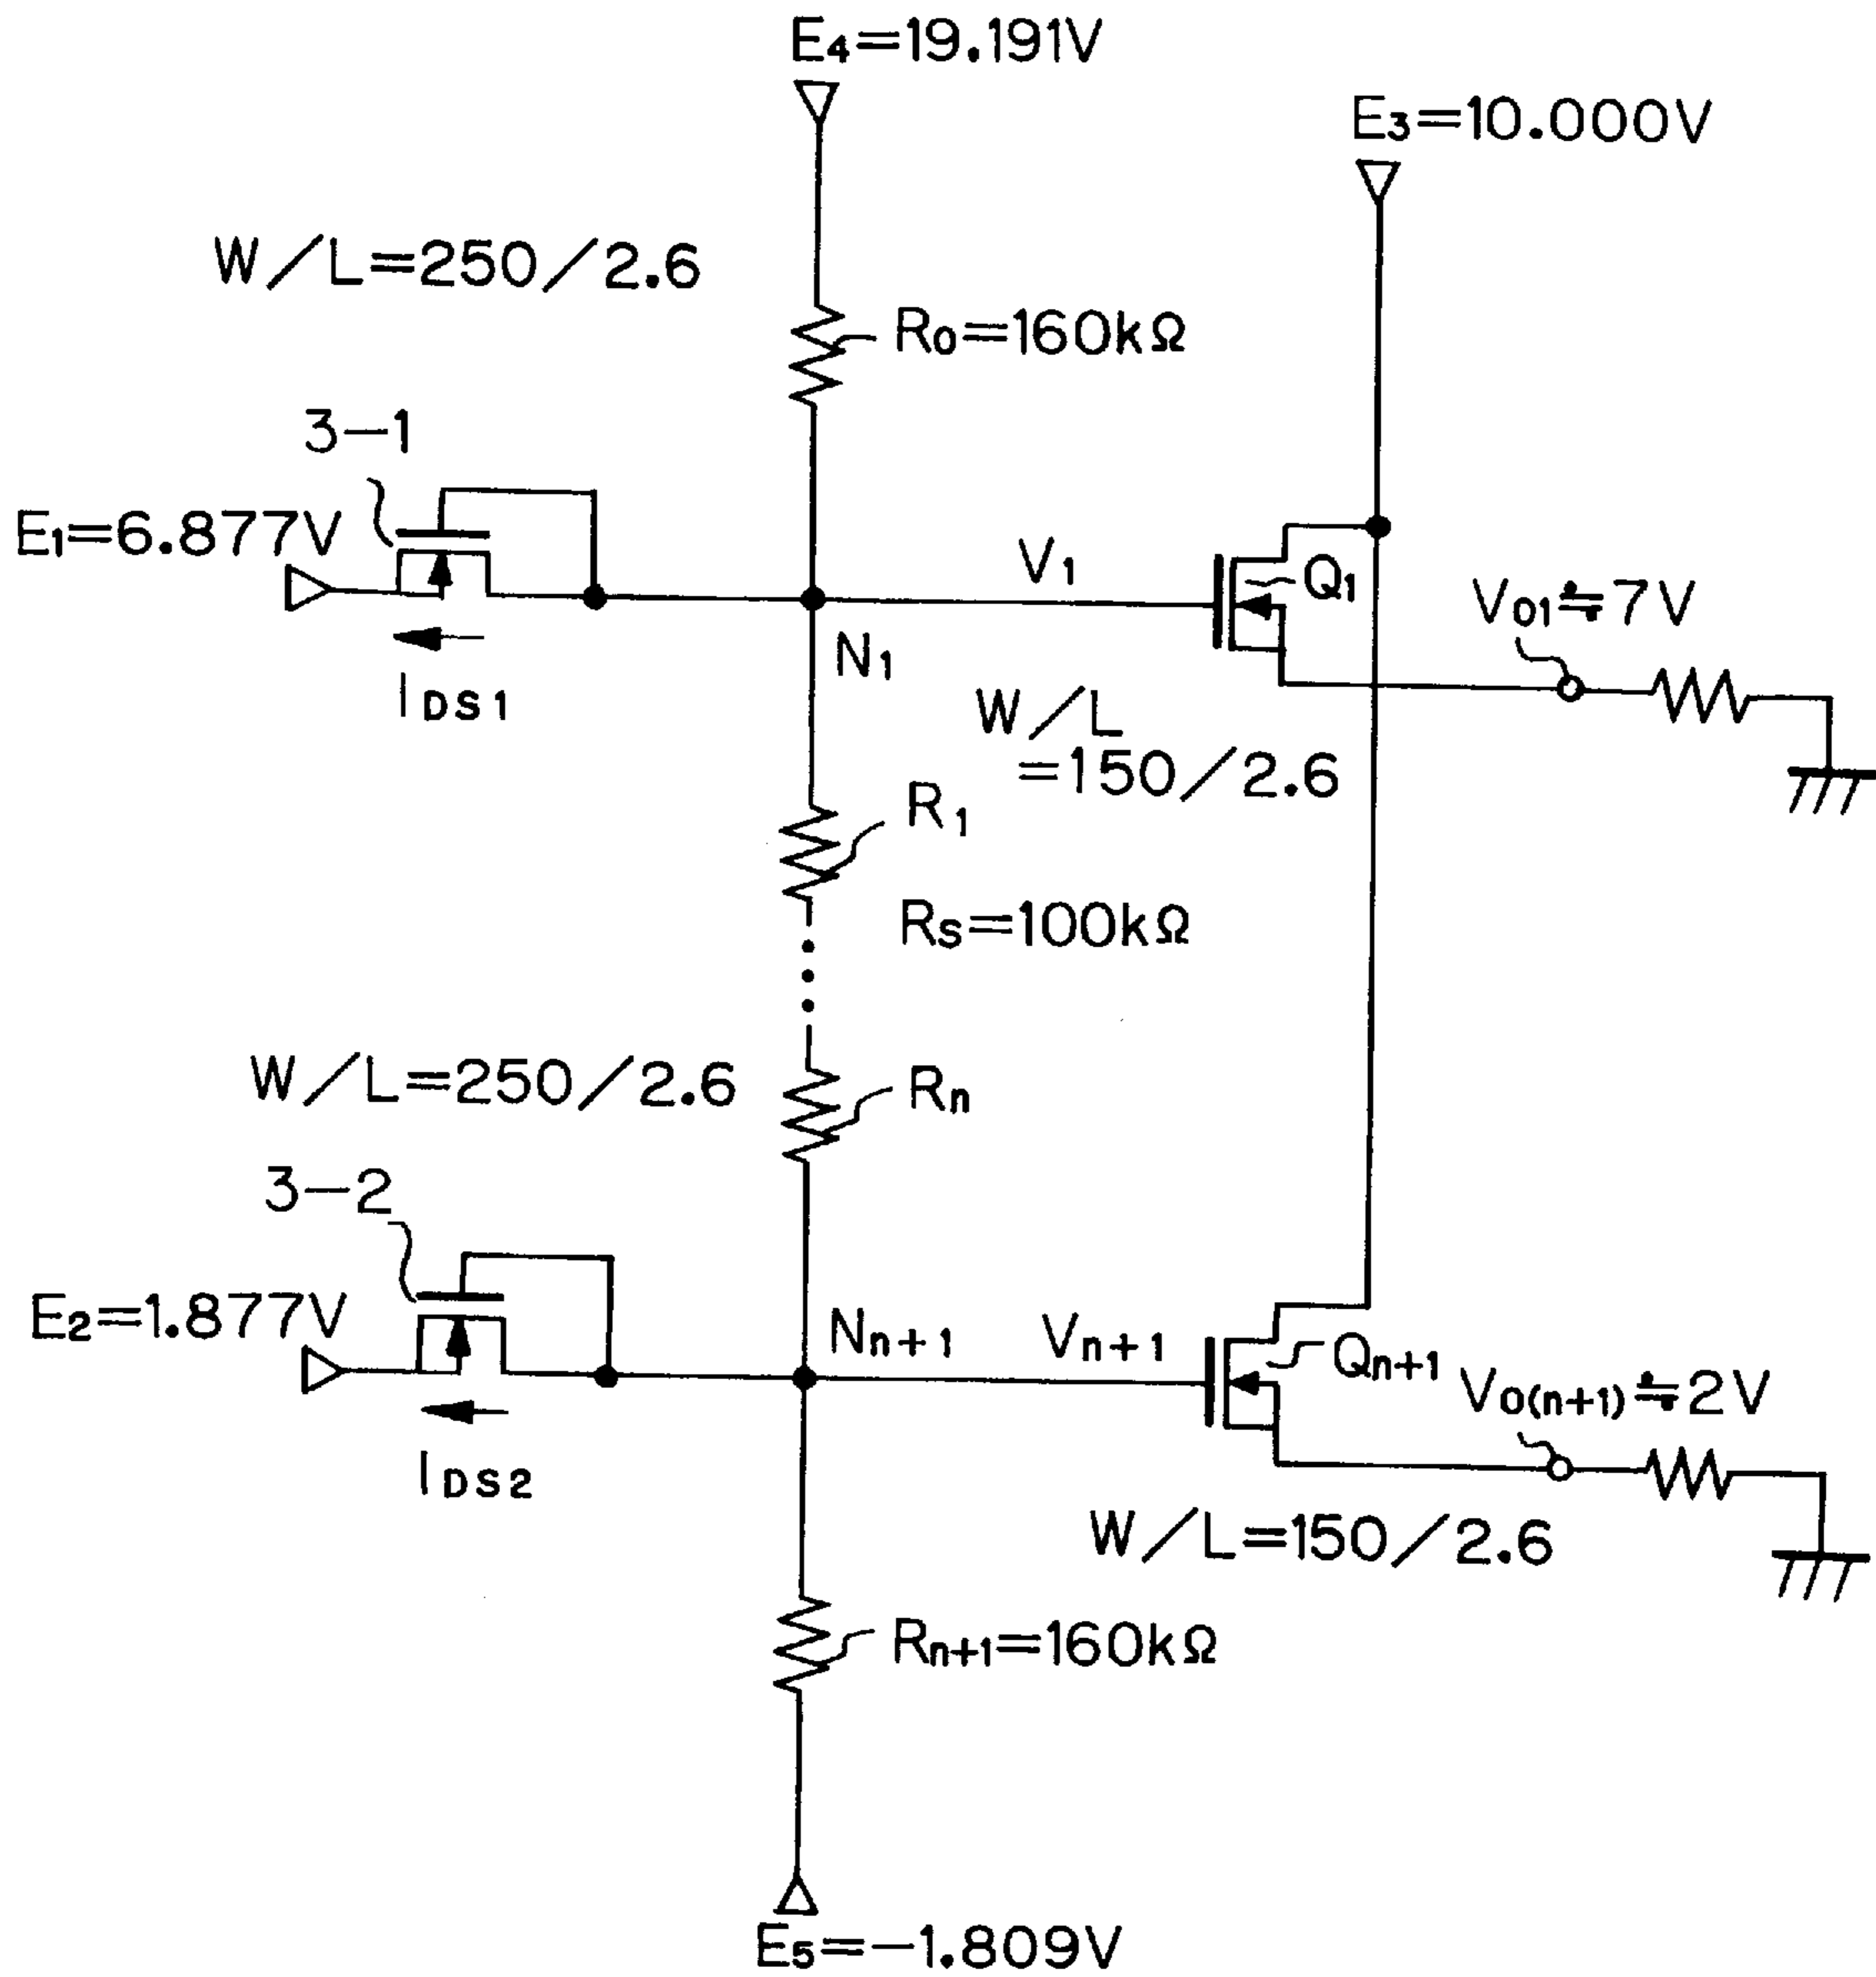 E4=19.191V
E3=10.000V
W/L=250/2.6
R0=160kΩ
3-1
E1=6.877V
V1
Q1
V01≒7V
N1
IDS1
W/L
=150/2.6
R1
RS=100kΩ
W/L=250/2.6
Rn
3-2
E2=1.877V
Nn+1
Vn+1
Qn+1
V0(n+1)≒2V
IDS2
W/L=150/2.6
Rn+1=160kΩ
E5=-1.809V